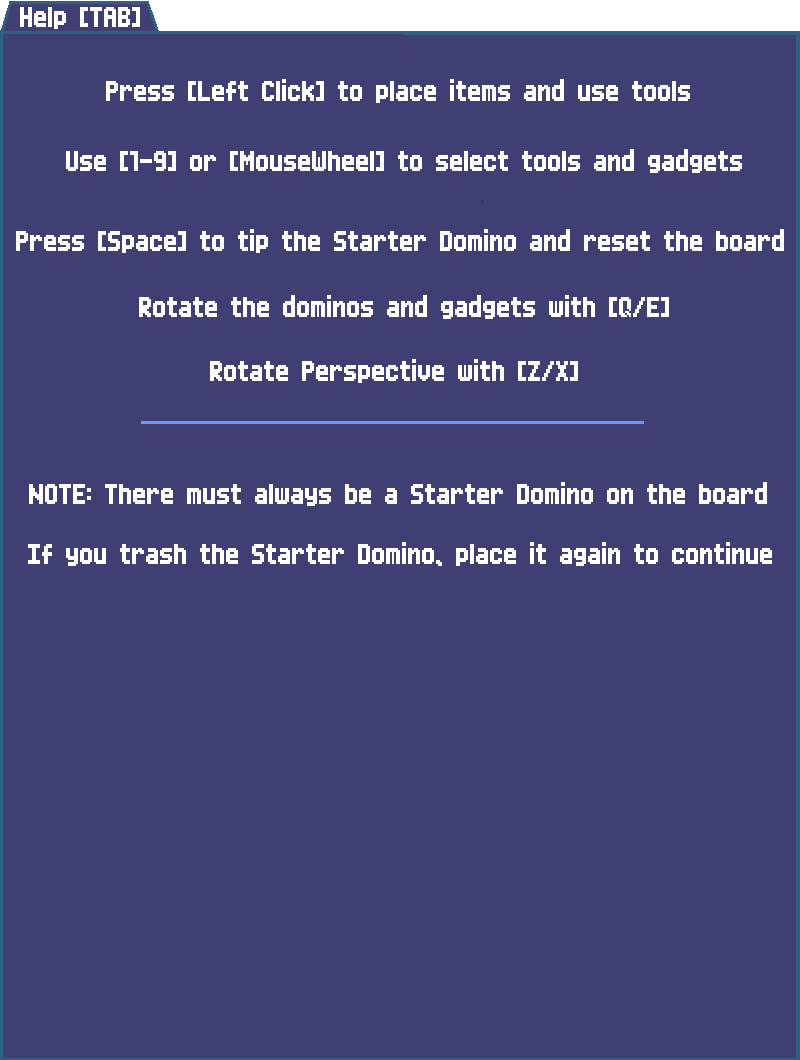 Help [TAB]
Press [Left Click] to place items and use tools
Use [1-9] or [MouseWheel] to select tools and gadgets
Press [Space] to tip the Starter Domino and reset the board
Rotate the dominos and gadgets with [Q/E]
Rotate Perspective with [Z/X]
NOTE: There must always be a Starter Domino on the board
If you trash the Starter Domino, place it again to continue